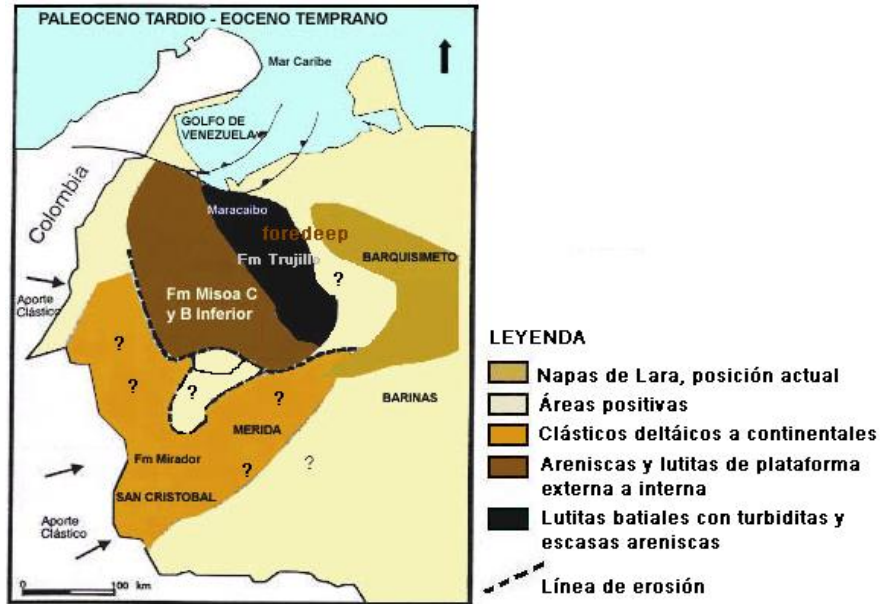 PALEOCENO TARDIO - EOCENO TEMPRANO
Mar Caribe
GOLFO DE
VENEZUELA
Colombia
Maracaibo
foredeep
Fm Trujillo
BARQUISIMETO
?
Aporte
Clástico
Fm Misoa C
y B Inferior
?
?
?
?
BARINAS
MERIDA
Fm Mirador
?
?
SAN CRISTOBAL
Aporte
Clástico
0 100 km
LEYENDA
Napas de Lara, posición actual
Áreas positivas
Clásticos deltáicos a continentales
Areniscas y lutitas de plataforma
externa a interna
Lutitas batiales con turbiditas y
escasas areniscas
Línea de erosión